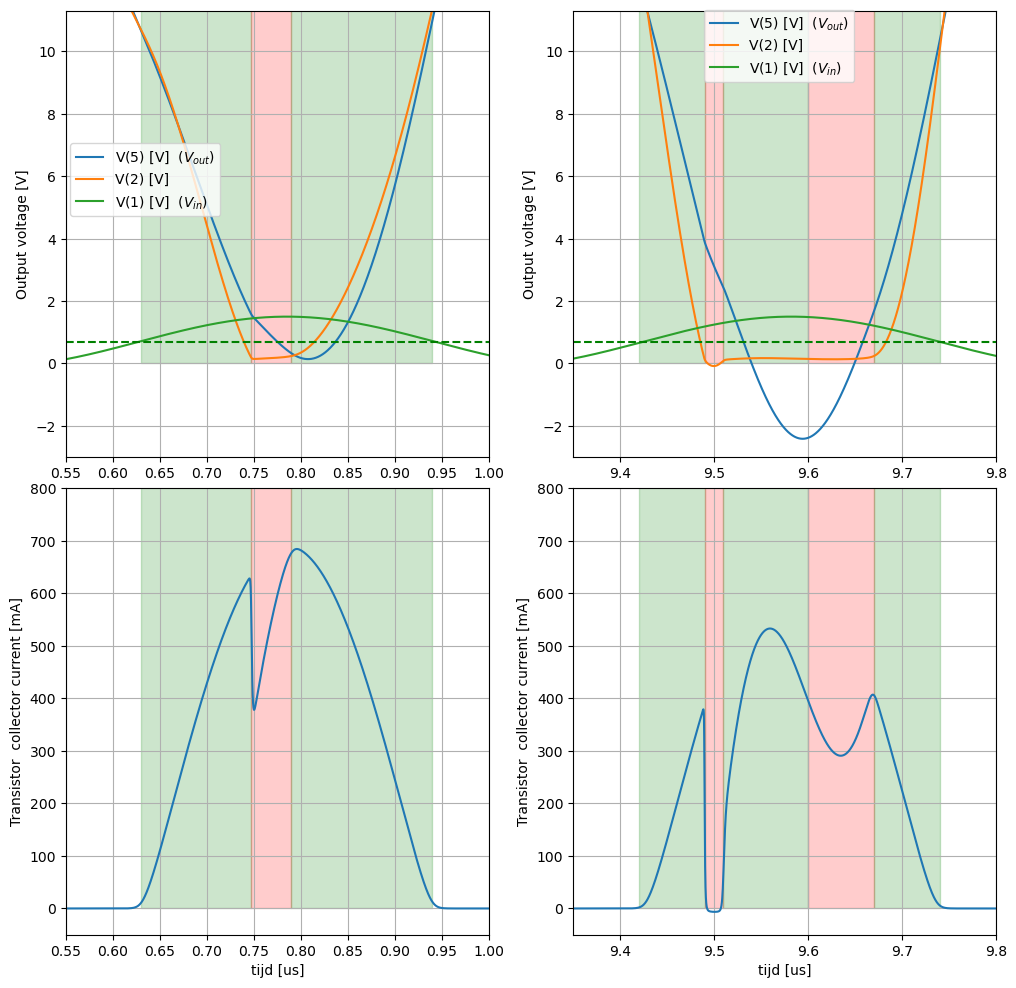 Output voltage [V]
10
8
6
4
2
0
−2
V(5) [V] (V_out)
V(2) [V]
V(1) [V] (V_in)
0.55 0.60 0.65 0.70 0.75 0.80 0.85 0.90 0.95 1.00
Output voltage [V]
10
8
6
4
2
0
−2
V(5) [V] (V_out)
V(2) [V]
V(1) [V] (V_in)
9.4 9.5 9.6 9.7 9.8
Transistor collector current [mA]
800
700
600
500
400
300
200
100
0
0.55 0.60 0.65 0.70 0.75 0.80 0.85 0.90 0.95 1.00
tijd [us]
Transistor collector current [mA]
800
700
600
500
400
300
200
100
0
9.4 9.5 9.6 9.7 9.8
tijd [us]